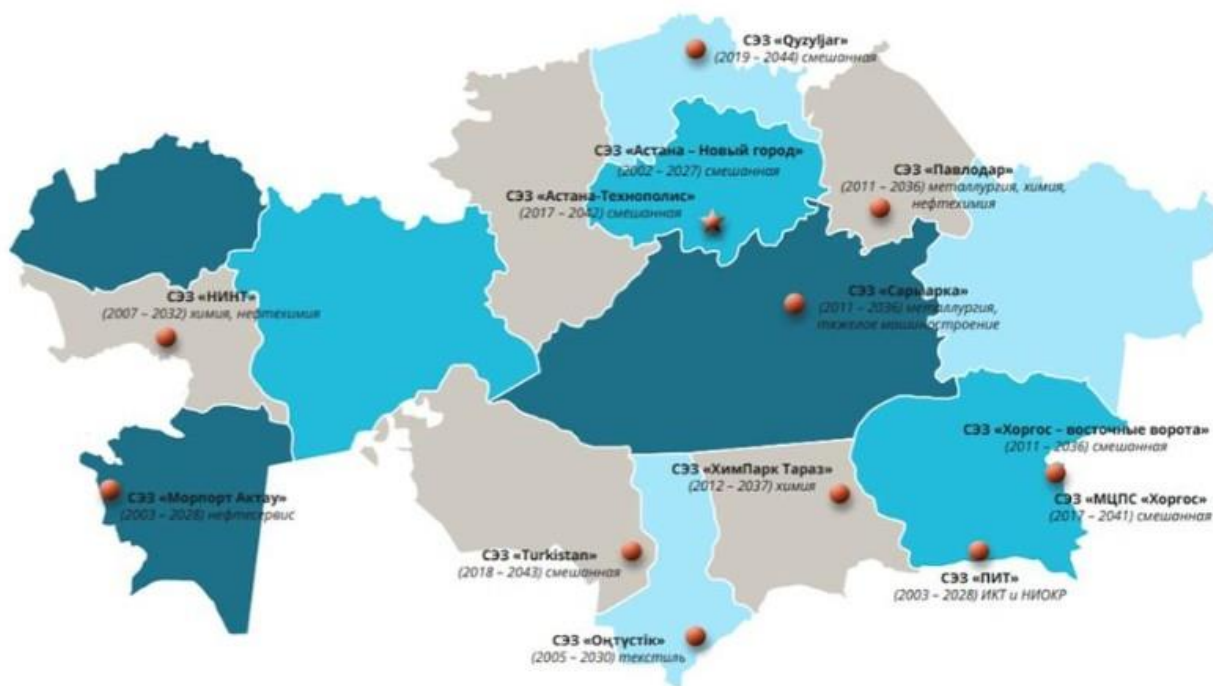 СЭЗ «Qyzyljar»
(2019 – 2044) смешанная
СЭЗ «Астана – Новый город»
(2002 – 2027) смешанная
СЭЗ «Астана-Технополис»
(2017 – 2042) смешанная
СЭЗ «Павлодар»
(2011 – 2036) металлургия, химия,
нефтехимия
СЭЗ «НИНТ»
(2007 – 2032) химия, нефтехимия
СЭЗ «Сарыарка»
(2011 – 2036) металлургия,
тяжелое машиностроение
СЭЗ «Хоргос – восточные ворота»
(2011 – 2036) смешанная
СЭЗ «ХимПарк Тараз»
(2012 – 2037) химия
СЭЗ «Морпорт Актау»
(2003 – 2028) нефтесервис
СЭЗ «МЦПС «Хоргос»
(2017 – 2041) смешанная
СЭЗ «Turkistan»
(2018 – 2043) смешанная
СЭЗ «ПИТ»
(2003 – 2028) ИКТ и НИОКР
СЭЗ «Оңтүстік»
(2005 – 2030) текстиль